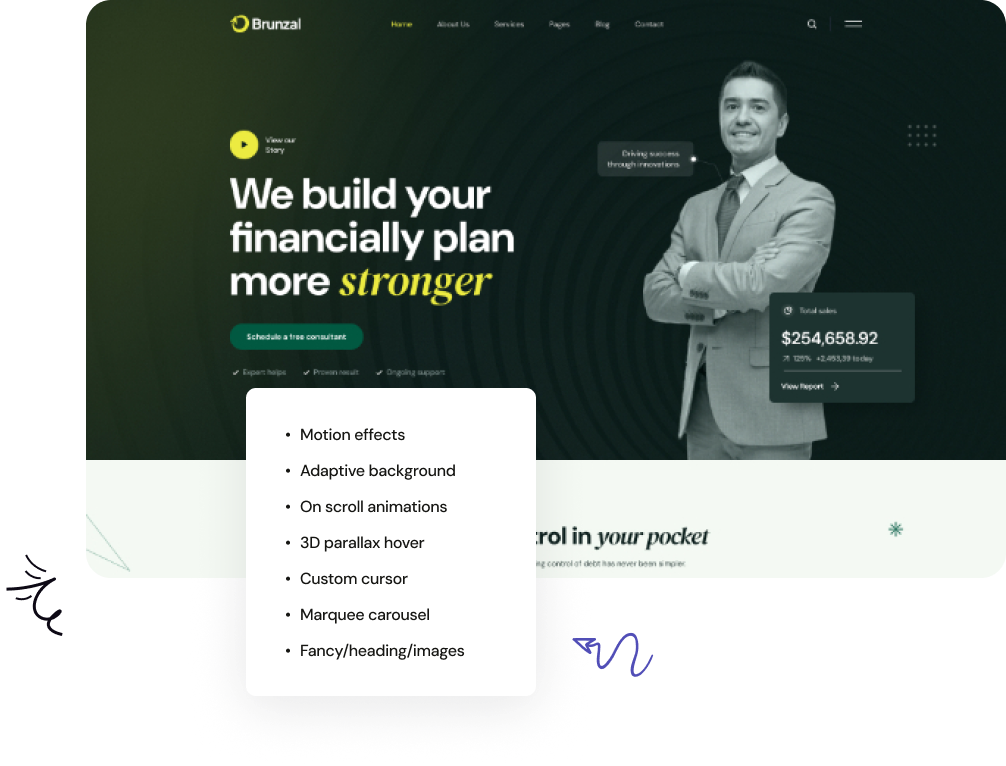 Brunzal
Home
About Us
Services
Pages
Blog
Contact
View our
Story
Driving success
through innovations
We build your
financially plan
more stronger
Total sales
$254,658.92
125% +2,453,39 today
View Report
Schedule a free consultant
Expert helps
Proven result
Ongoing support
Motion effects
Adaptive background
On scroll animations
3D parallax hover
Custom cursor
Marquee carousel
Fancy/heading/images
trol in your pocket
ng control of debt has never been simpler.